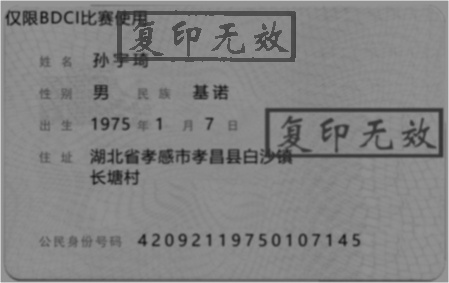 仅限BDCI比赛使用
复印无效
姓名 孙宇琦
性别 男 民族 基诺
出生 1975 年 1 月 7 日
复印无效
住址 湖北省孝感市孝昌县白沙镇
长塘村
公民身份号码 42092119750107145